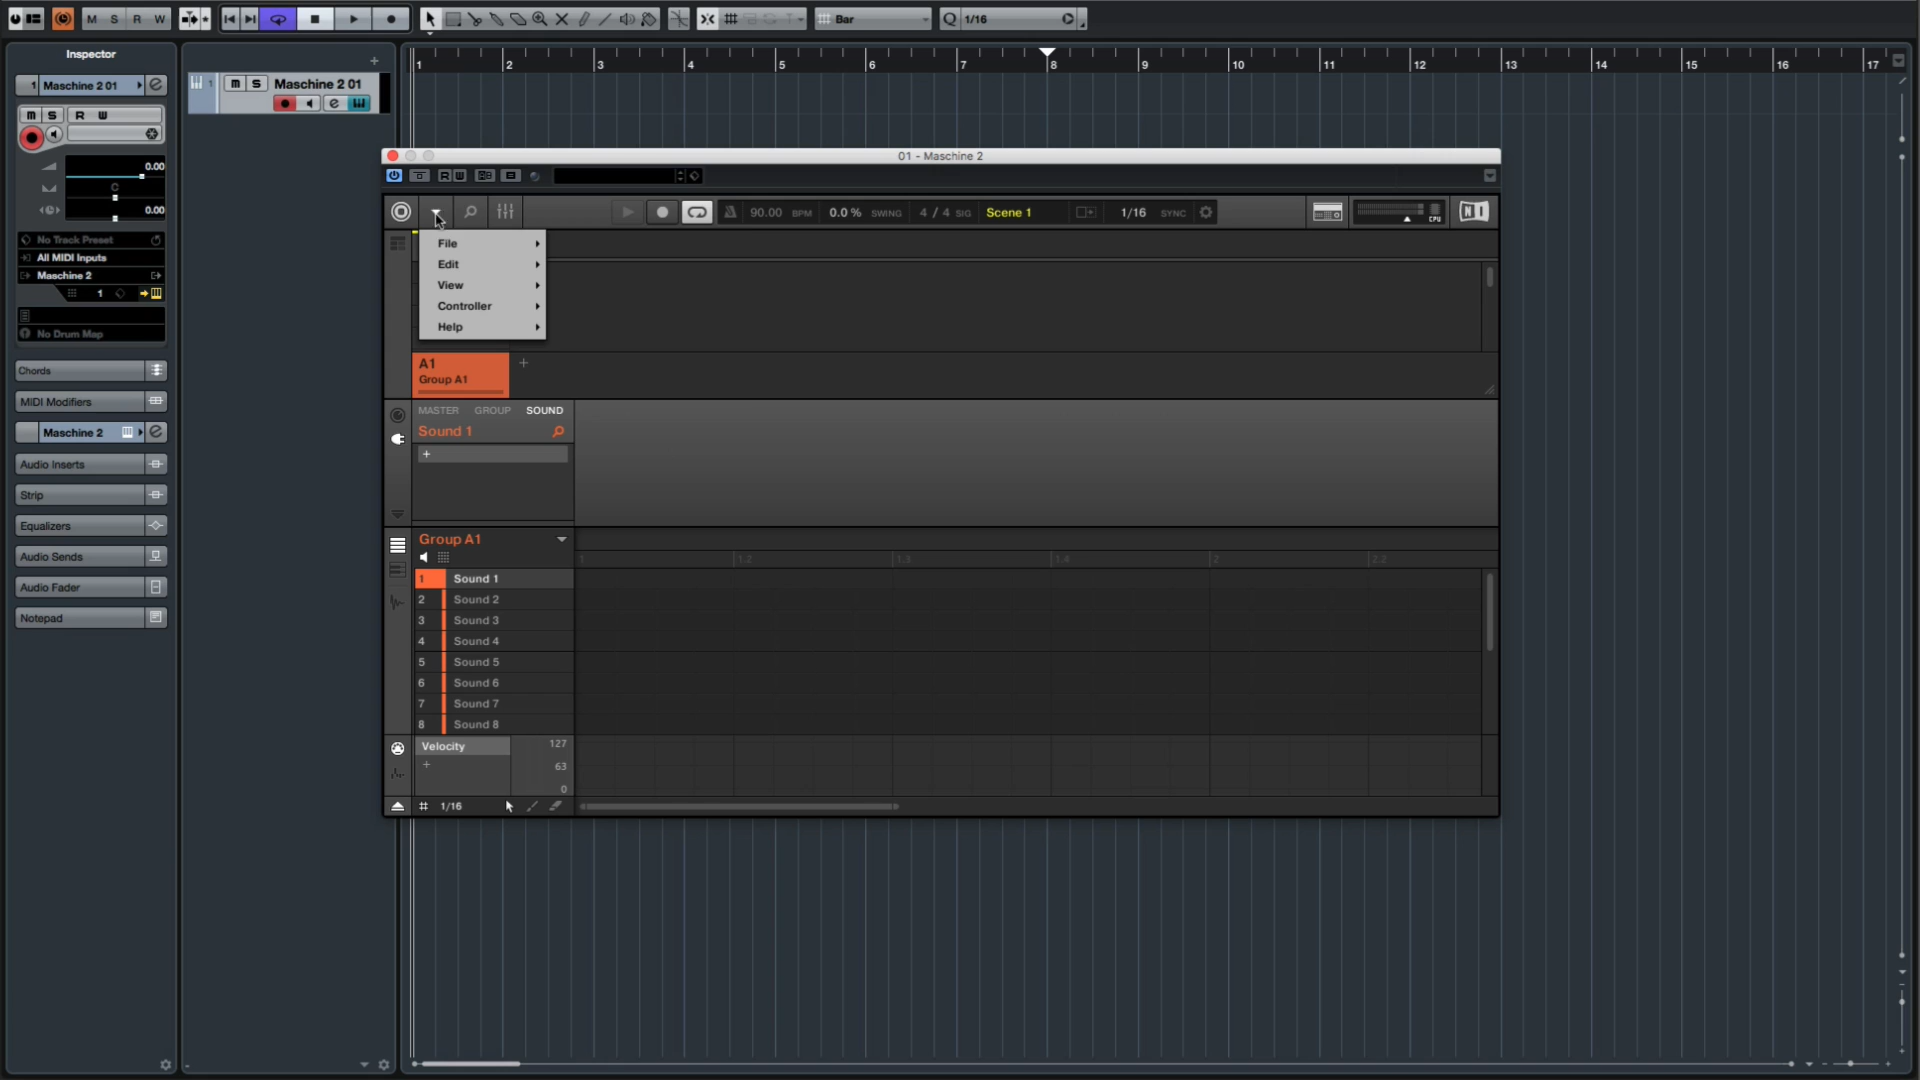 M S R W
Bar
Q 1/16
Inspector
1 Maschine 2 01
m S R W
0.00
C
0.00
No Track Preset
All MIDI Inputs
Maschine 2
1
No Drum Map
Chords
MIDI Modifiers
Maschine 2
Audio Inserts
Strip
Equalizers
Audio Sends
Audio Fader
Notepad
1 m S Maschine 2 01
1 2 3 4 5 6 7 8 9 10 11 12 13 14 15 16 17
01 - Maschine 2
R W
90.00 BPM 0.0 % SWING 4 / 4 SIG Scene 1 1/16 SYNC CPU NI
File
Edit
View
Controller
Help
A1 +
Group A1
MASTER GROUP SOUND
Sound 1
+
Group A1
1 1.2 1.3 1.4 2 2.2
1 Sound 1
2 Sound 2
3 Sound 3
4 Sound 4
5 Sound 5
6 Sound 6
7 Sound 7
8 Sound 8
Velocity 127
+ 63
0
1/16